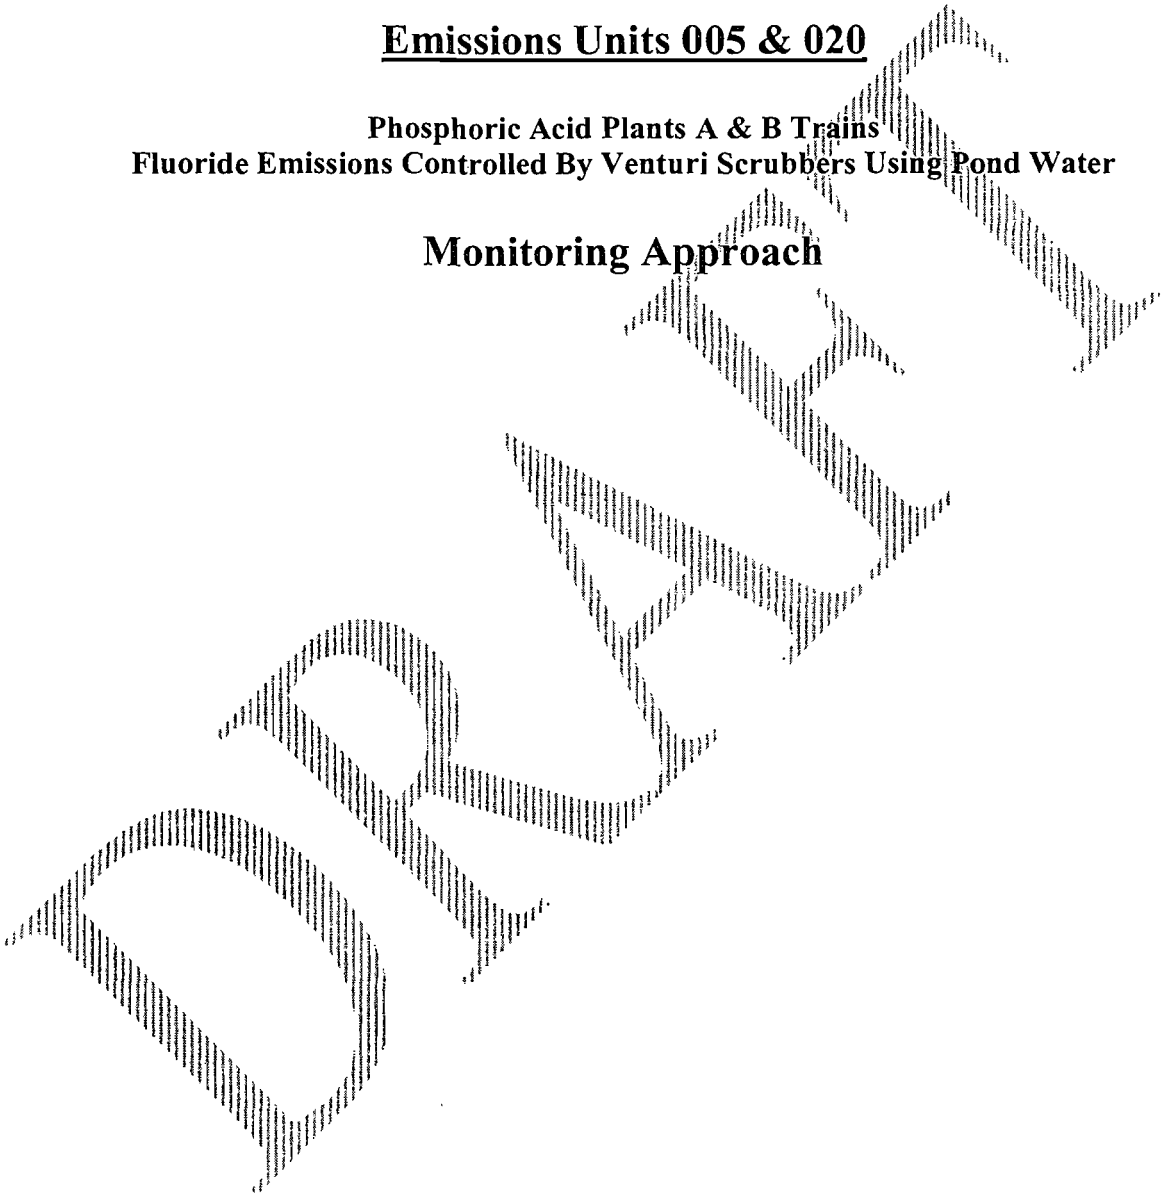 Emissions Units 005 & 020
Phosphoric Acid Plants A & B Trains
Fluoride Emissions Controlled By Venturi Scrubbers Using Pond Water
Monitoring Approach
DRAFT